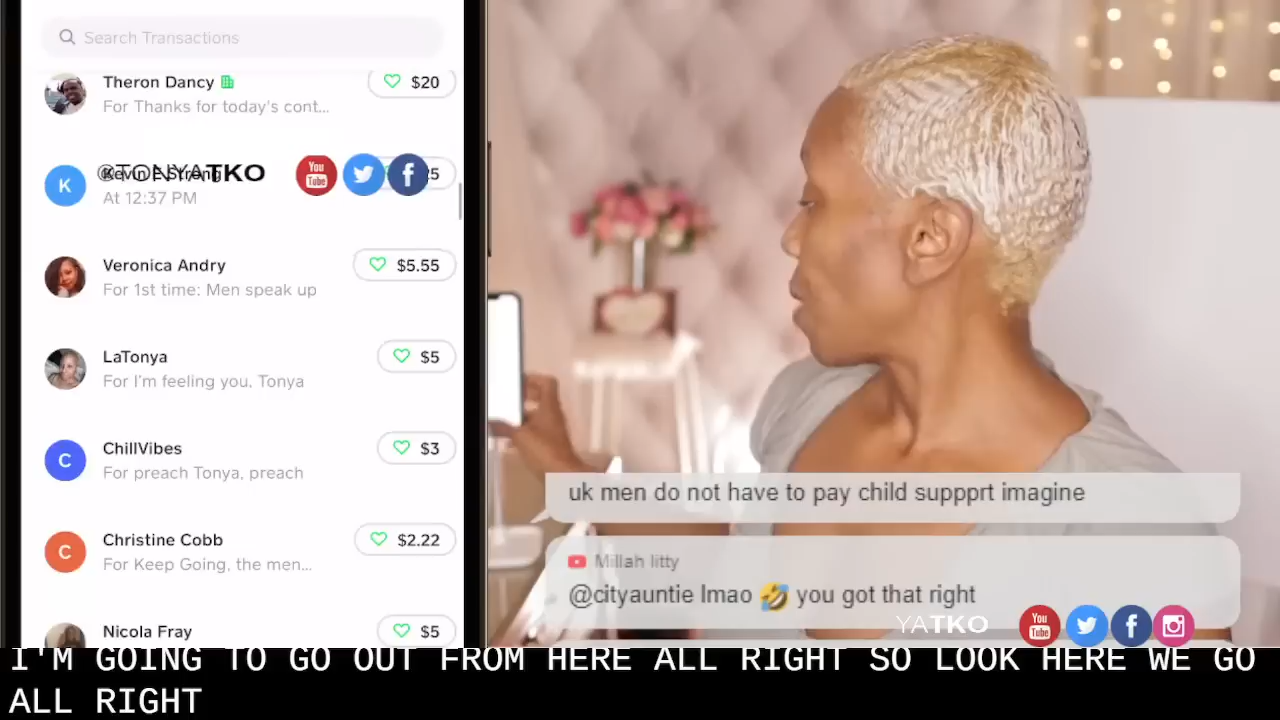 Search Transactions
Theron Dancy
$20
For Thanks for today's cont...
@TONYATKO
You
Tube
K
At 12:37 PM
Veronica Andry
$5.55
For 1st time: Men speak up
LaTonya
$5
For I'm feeling you, Tonya
C
ChillVibes
$3
For preach Tonya, preach
C
Christine Cobb
$2.22
For Keep Going, the men...
Nicola Fray
$5
uk men do not have to pay child suppprt imagine
Millah litty
@cityauntie lmao 🤣 you got that right
YATKO
You
Tube
I'M GOING TO GO OUT FROM HERE ALL RIGHT SO LOOK HERE WE GO
ALL RIGHT